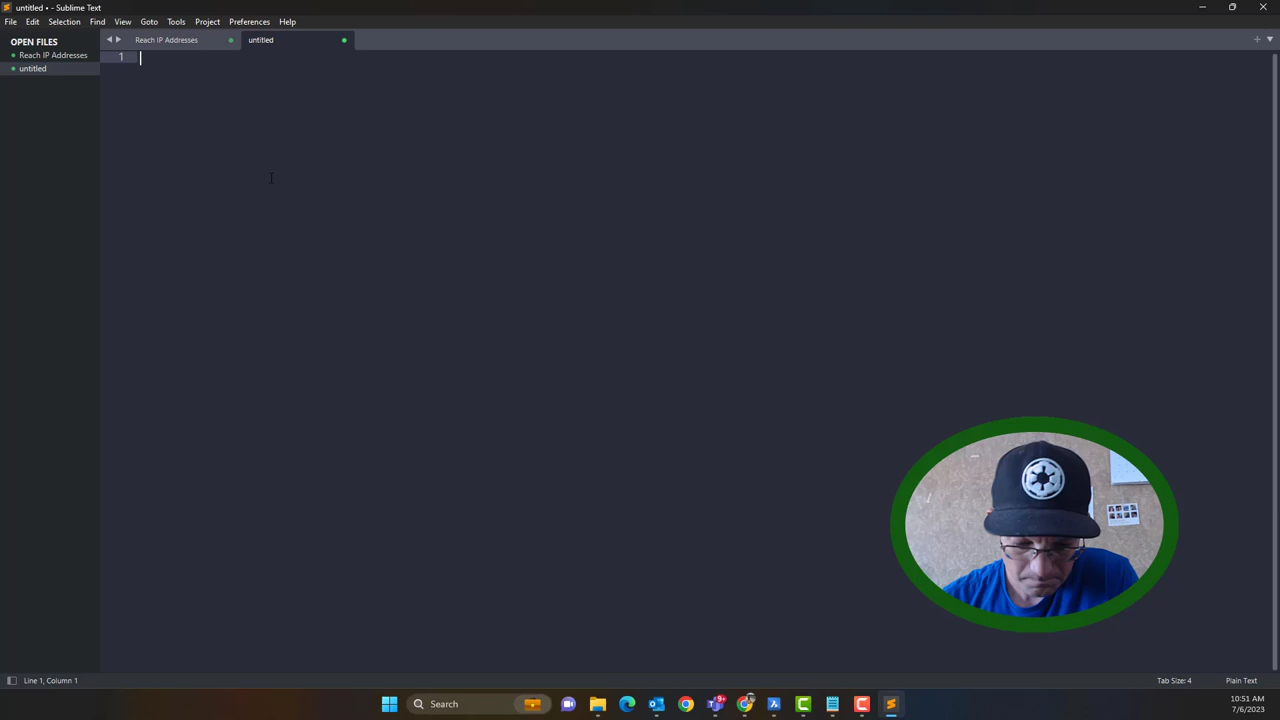 untitled • - Sublime Text
File Edit Selection Find View Goto Tools Project Preferences Help
OPEN FILES
Reach IP Addresses
untitled
Reach IP Addresses
untitled
1
Line 1, Column 1
Tab Size: 4
Plain Text
Search
9+
10:51 AM
7/6/2023